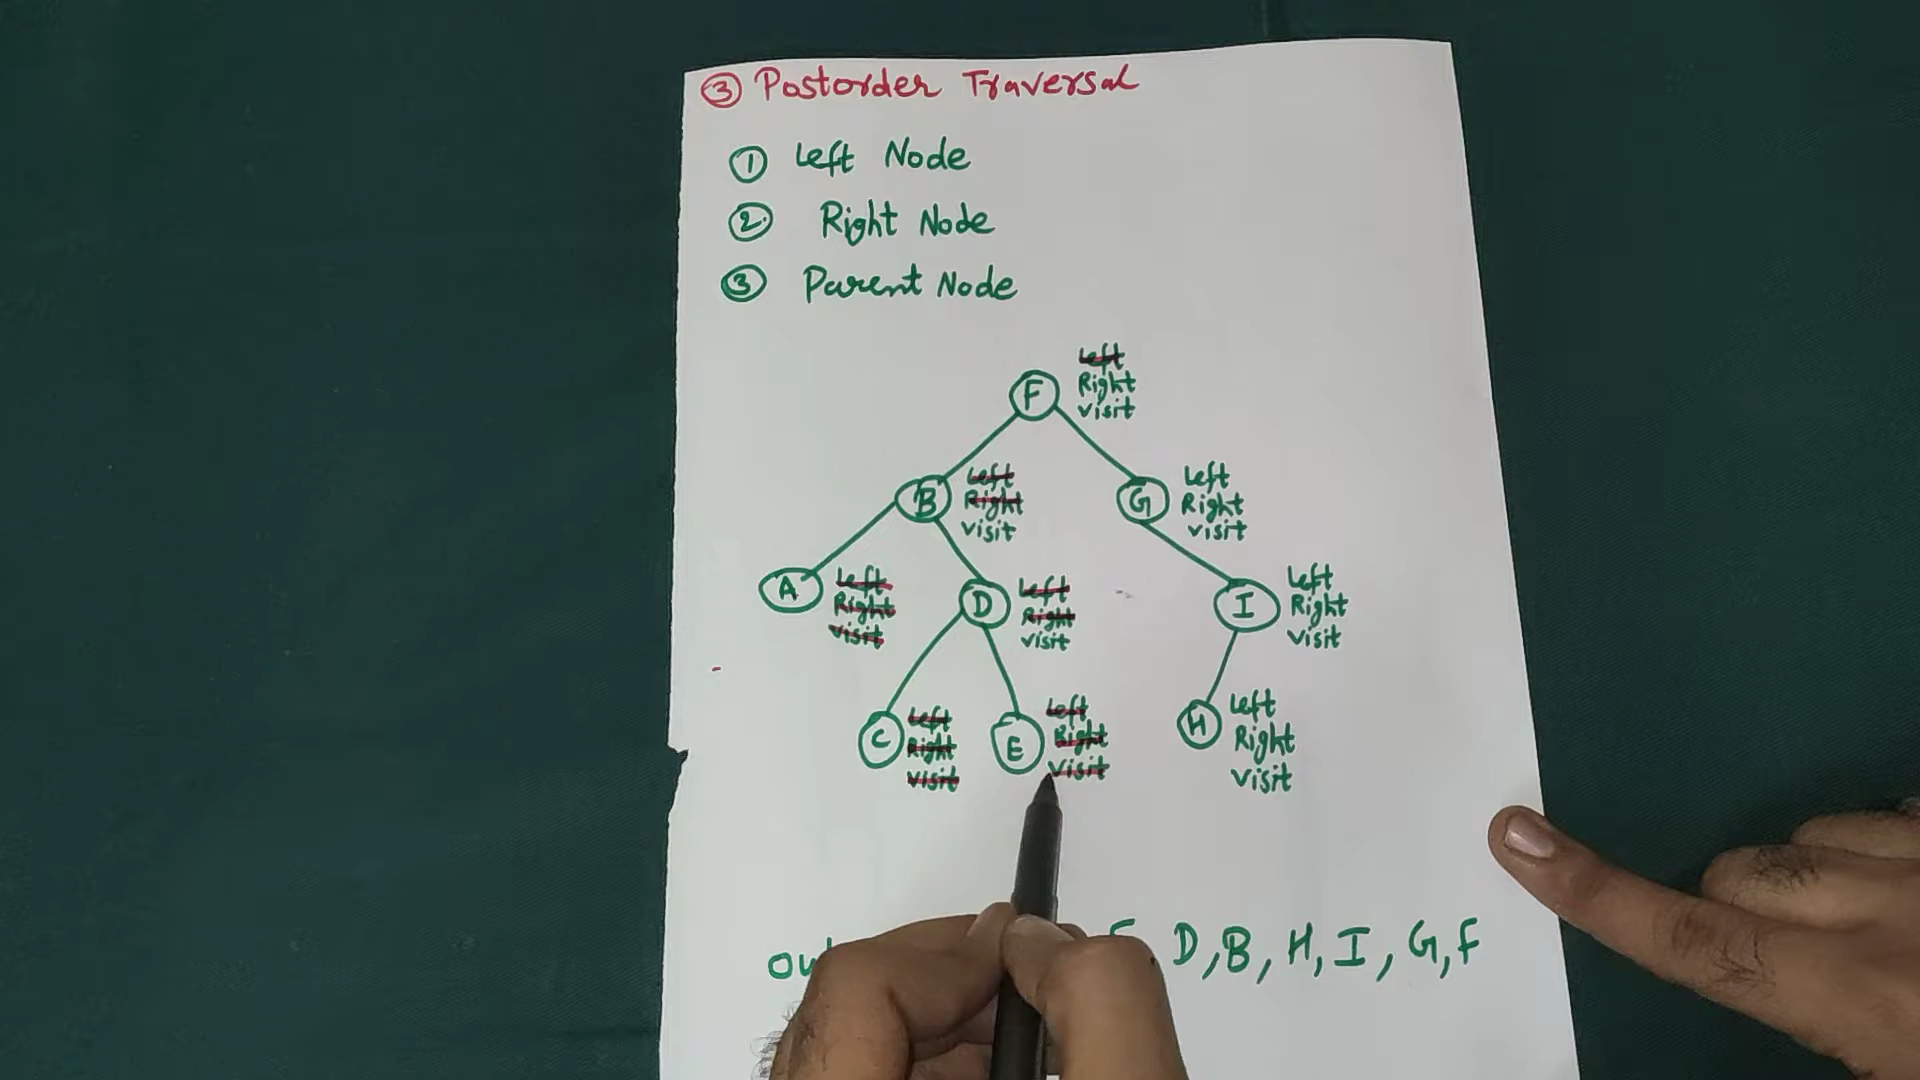 ③ Postorder Traversal
① Left Node
② Right Node
③ Parent Node
F
Left
Right
visit
B
Left
Right
visit
G
Left
Right
visit
A
Left
Right
visit
D
Left
Right
visit
I
Left
Right
visit
C
Left
Right
visit
E
Left
Right
visit
H
Left
Right
visit
D, B, H, I, G, F